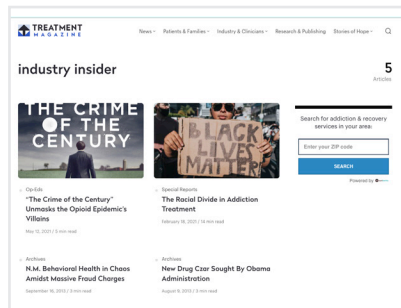 TREATMENT
MAGAZINE
News
Patients & Families
Industry & Clinicians
Research & Publishing
Stories of Hope
industry insider
5
Articles
THE CRIME
OF THE
CENTURY
BLACK
LIVES
MATTER
Search for addiction & recovery
services in your area:
Enter your ZIP code
SEARCH
Powered by
Op-Eds
"The Crime of the Century"
Unmasks the Opioid Epidemic's
Villains
May 12, 2021 / 5 min read
Special Reports
The Racial Divide in Addiction
Treatment
February 16, 2021 / 14 min read
Archives
N.M. Behavioral Health in Chaos
Amidst Massive Fraud Charges
September 16, 2013 / 3 min read
Archives
New Drug Czar Sought By Obama
Administration
August 9, 2013 / 3 min read